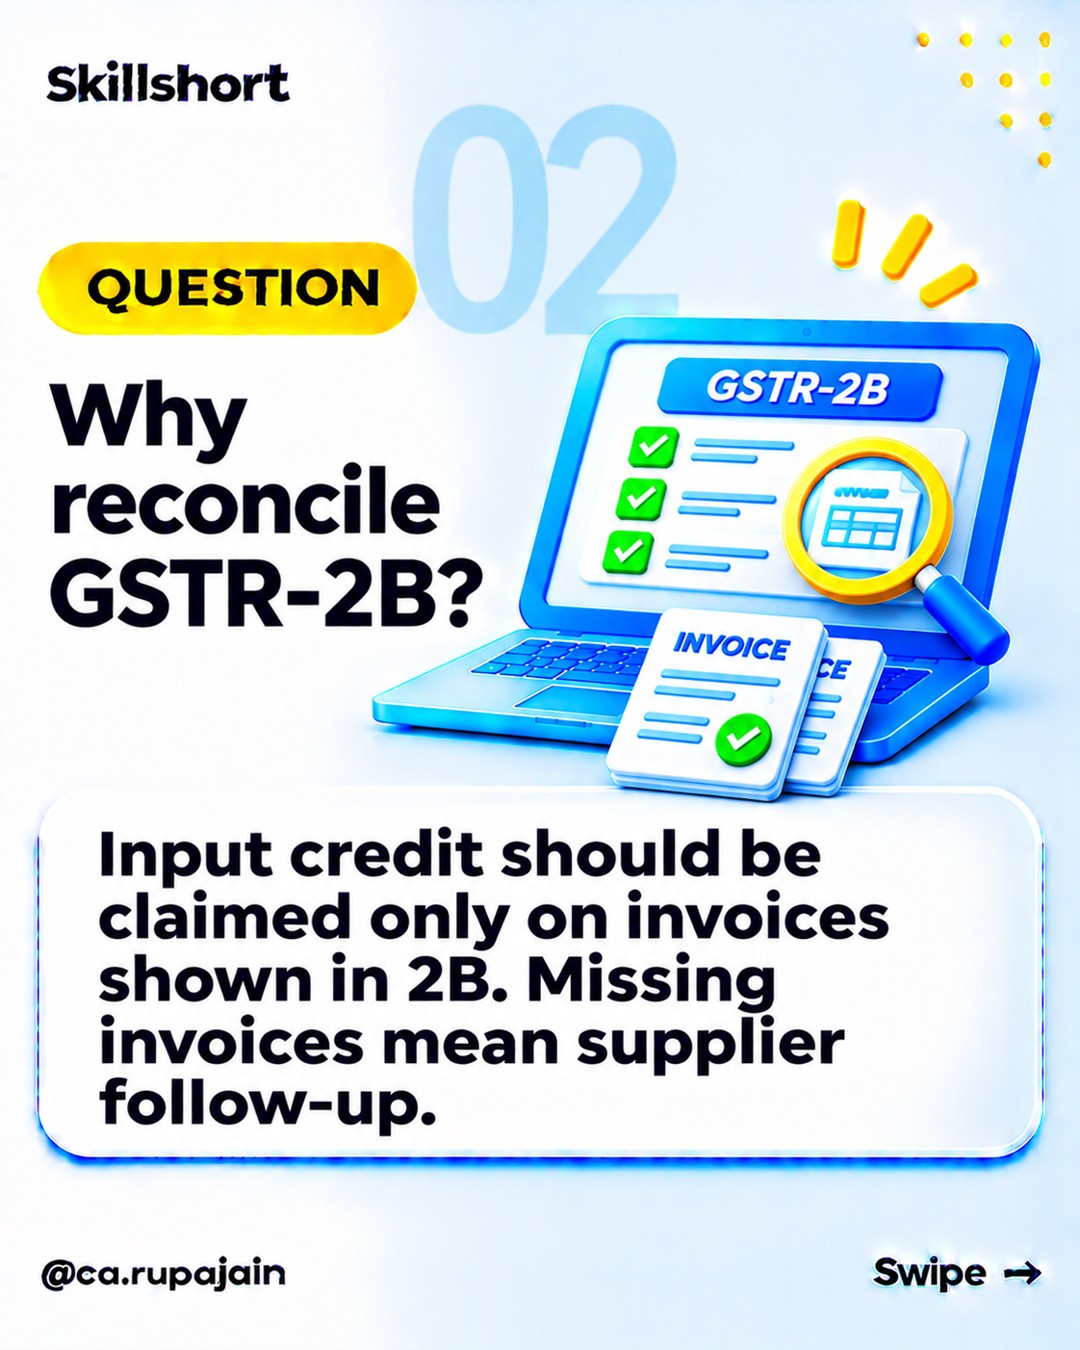 Skillshort
02
QUESTION
Why
reconcile
GSTR-2B?
GSTR-2B
INVOICE
CE
Input credit should be
claimed only on invoices
shown in 2B. Missing
invoices mean supplier
follow-up.
@ca.rupajain
Swipe →